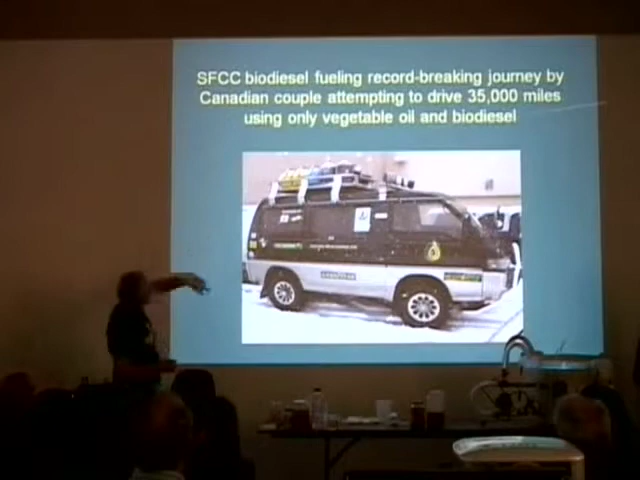 SFCC biodiesel fueling record-breaking journey by
Canadian couple attempting to drive 35,000 miles
using only vegetable oil and biodiesel